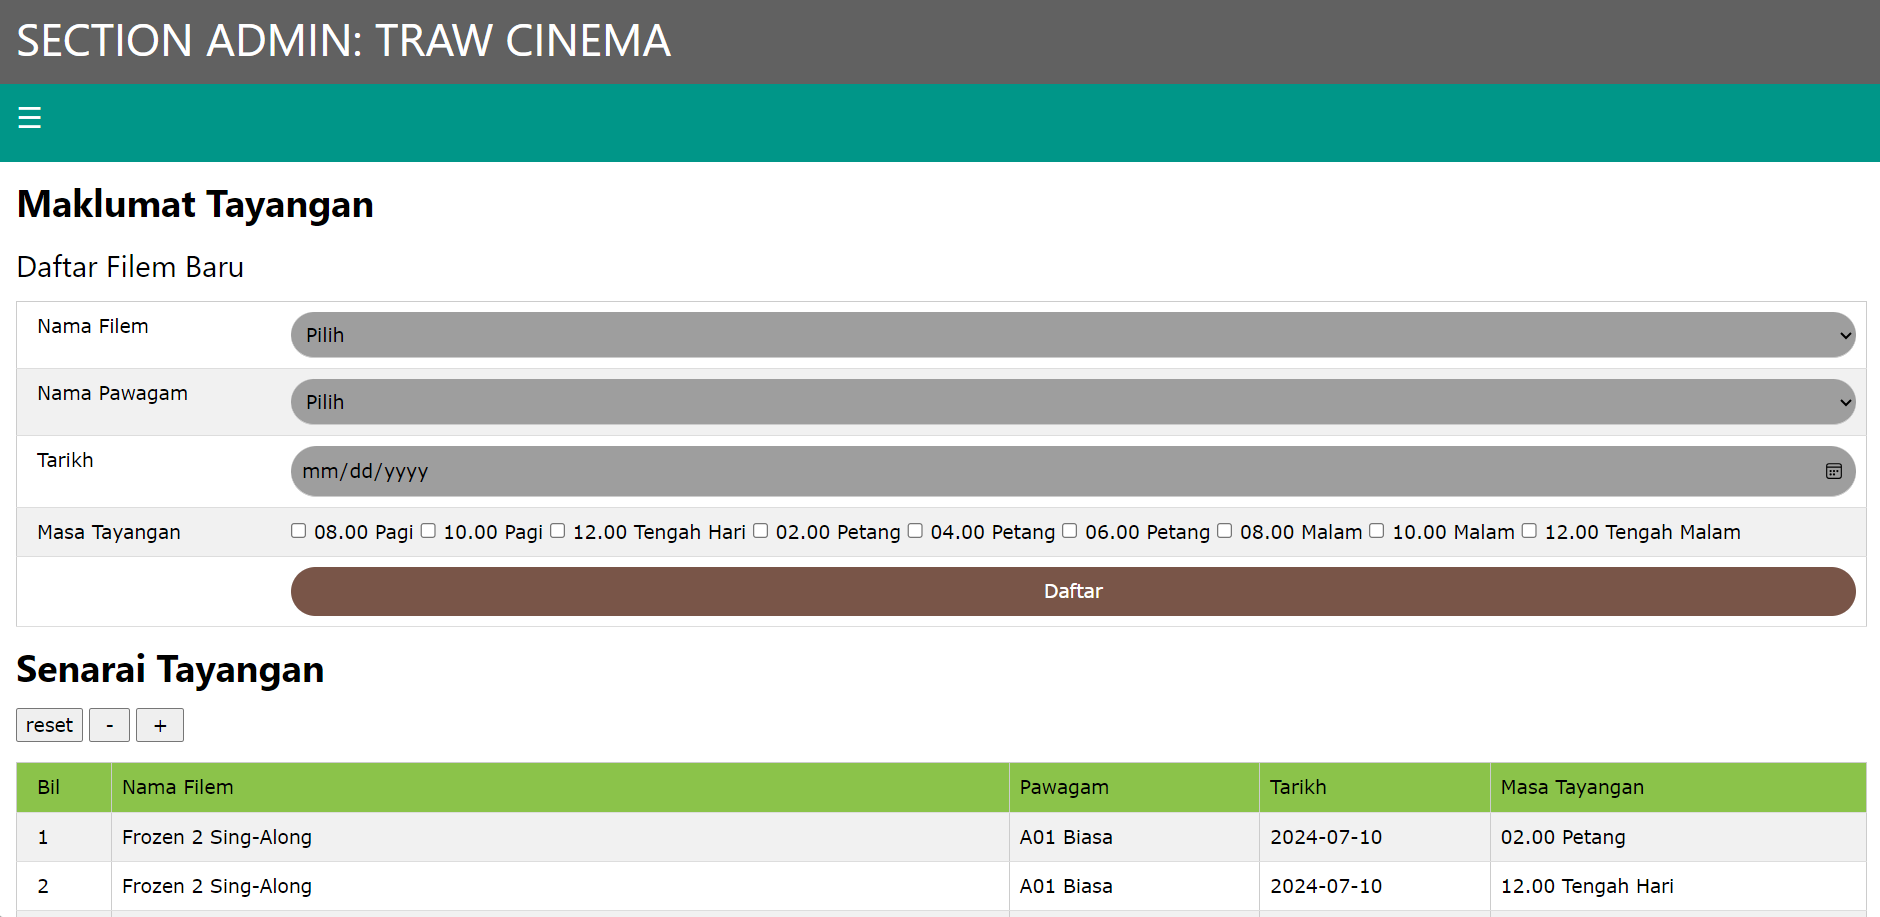 SECTION ADMIN: TRAW CINEMA
☰
Maklumat Tayangan
Daftar Filem Baru
Nama Filem Pilih
Nama Pawagam Pilih
Tarikh mm/dd/yyyy
Masa Tayangan 08.00 Pagi 10.00 Pagi 12.00 Tengah Hari 02.00 Petang 04.00 Petang 06.00 Petang 08.00 Malam 10.00 Malam 12.00 Tengah Malam
Daftar
Senarai Tayangan
reset - +
Bil Nama Filem Pawagam Tarikh Masa Tayangan
1 Frozen 2 Sing-Along A01 Biasa 2024-07-10 02.00 Petang
2 Frozen 2 Sing-Along A01 Biasa 2024-07-10 12.00 Tengah Hari